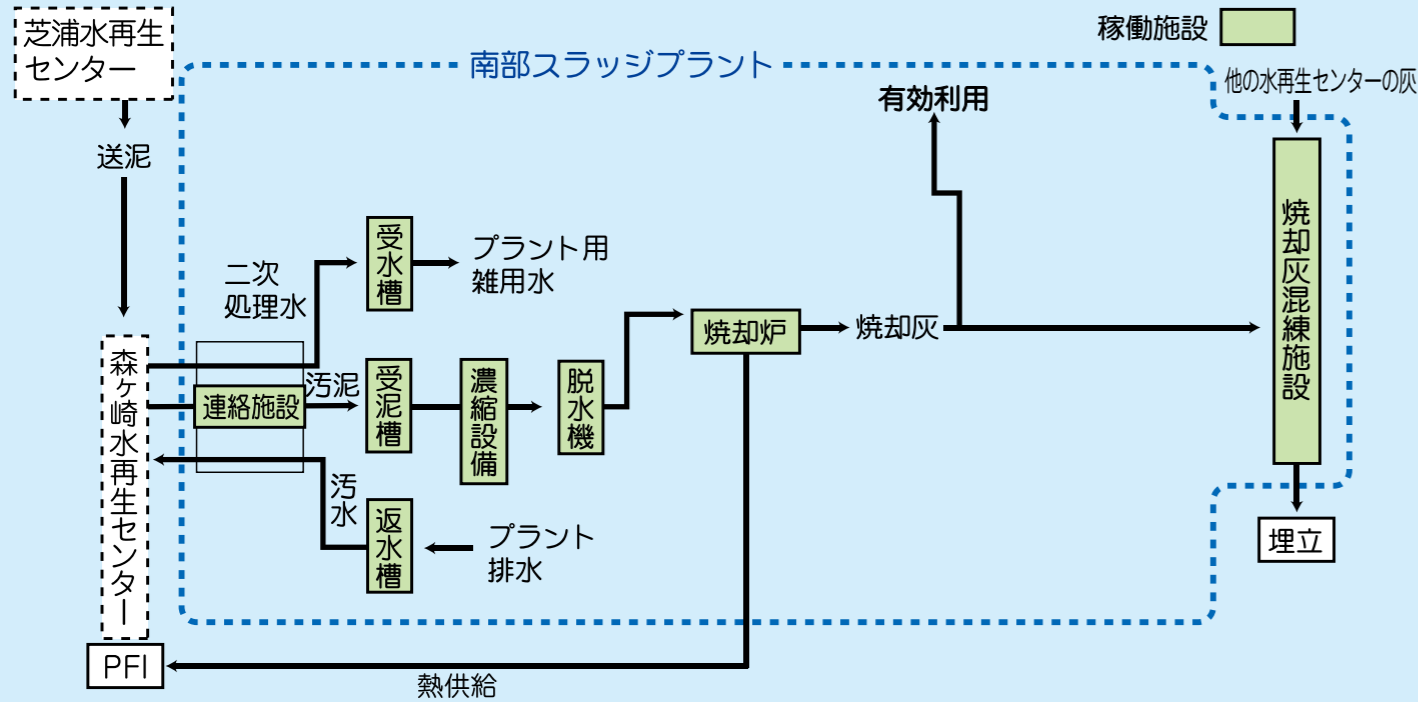 芝浦水再生
センター
送泥
森ヶ崎水再生センター
PFI
南部スラッジプラント
稼働施設
他の水再生センターの灰
有効利用
二次
処理水
受水槽
プラント用
雑用水
連絡施設
汚泥
受泥槽
濃縮設備
脱水機
焼却炉
焼却灰
焼却灰混練施設
汚水
返水槽
プラント
排水
埋立
熱供給